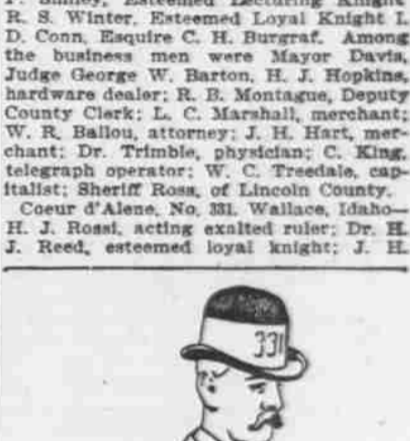 Esteemed Lecturing Knight
R. S. Winter, Esteemed Loyal Knight I.
D. Conn, Esquire C. H. Burgraf. Among
the business men were Mayor Davis,
Judge George W. Barton, H. J. Hopkins,
hardware dealer; R. B. Montague, Deputy
County Clerk; L. C. Marshall, merchant;
W. R. Ballou, attorney; J. H. Hart, mer-
chant; Dr. Trimble, physician; C. King,
telegraph operator; W. C. Treedale, cap-
italist; Sheriff Ross, of Lincoln County.
Coeur d'Alene, No. 331, Wallace, Idaho—
H. J. Rossi, acting exalted ruler; Dr. H.
J. Reed, esteemed loyal knight; J. H.
331